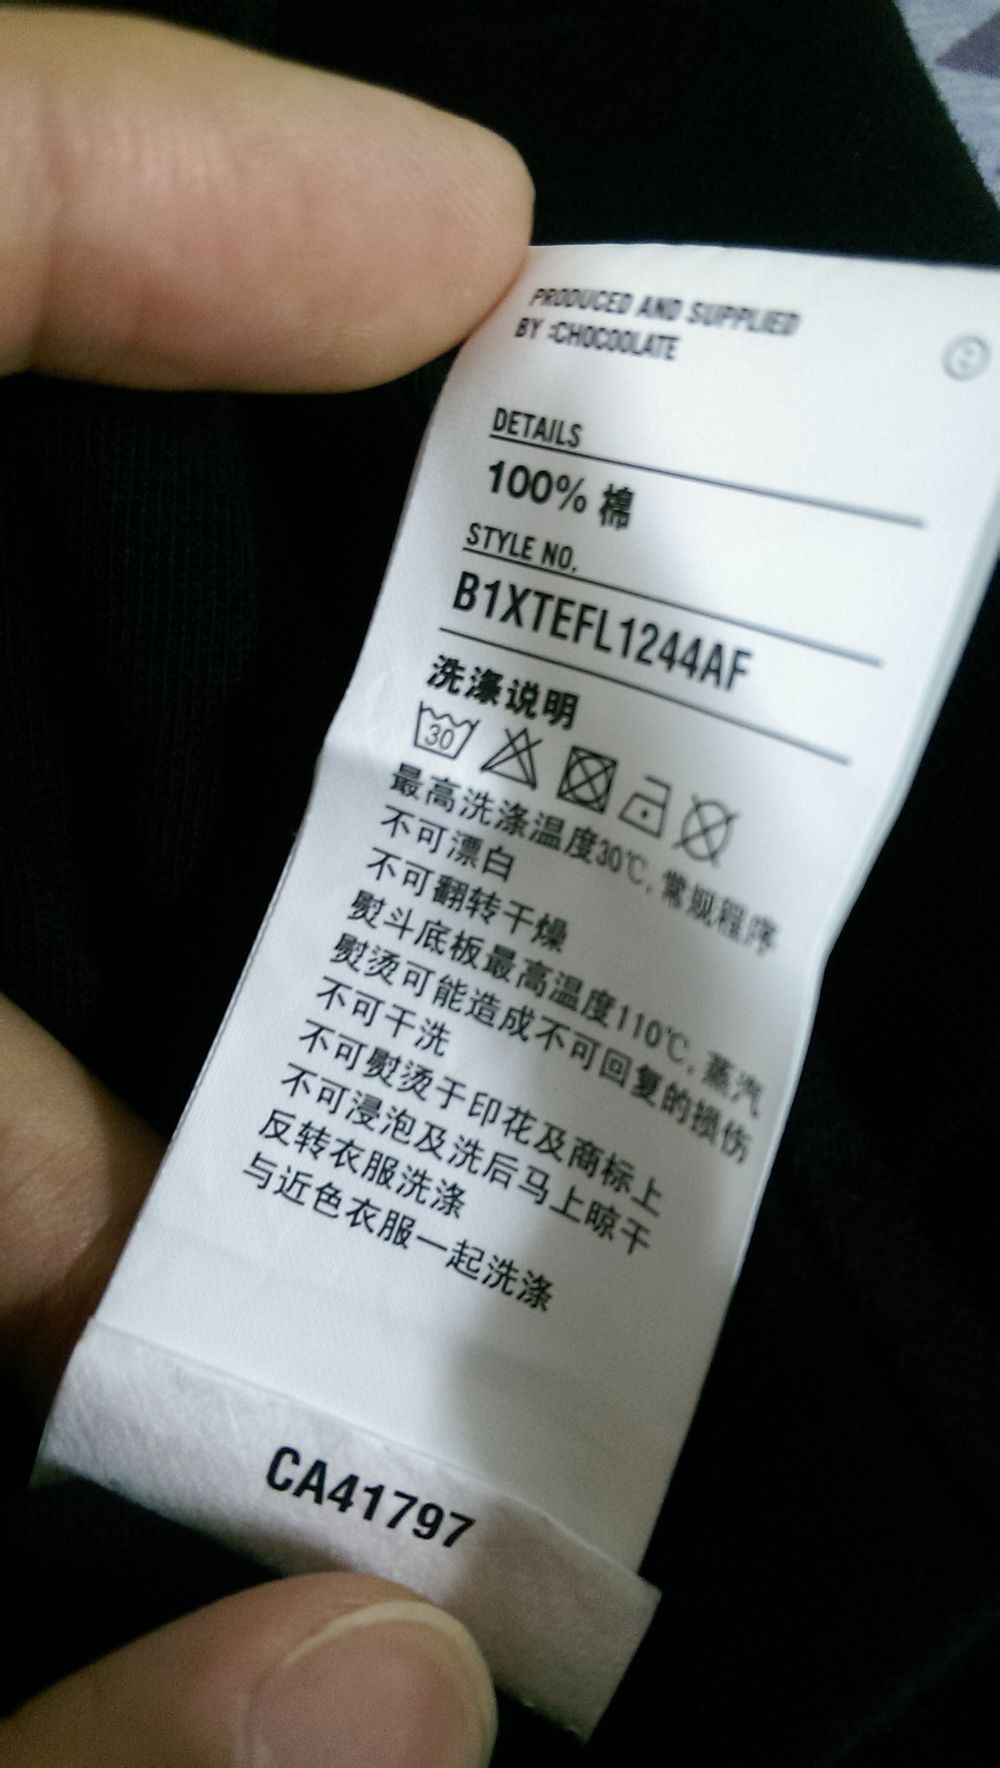 PRODUCED AND SUPPLIED
BY :CHOCOOLATE
DETAILS
100% 棉
STYLE NO.
B1XTEFL1244AF
洗涤说明
30
最高洗涤温度30℃,常规程序
不可漂白
不可翻转干燥
熨斗底板最高温度110℃,蒸汽
熨烫可能造成不可回复的损伤
不可干洗
不可熨烫于印花及商标上
不可浸泡及洗后马上晾干
反转衣服洗涤
与近色衣服一起洗涤
CA41797